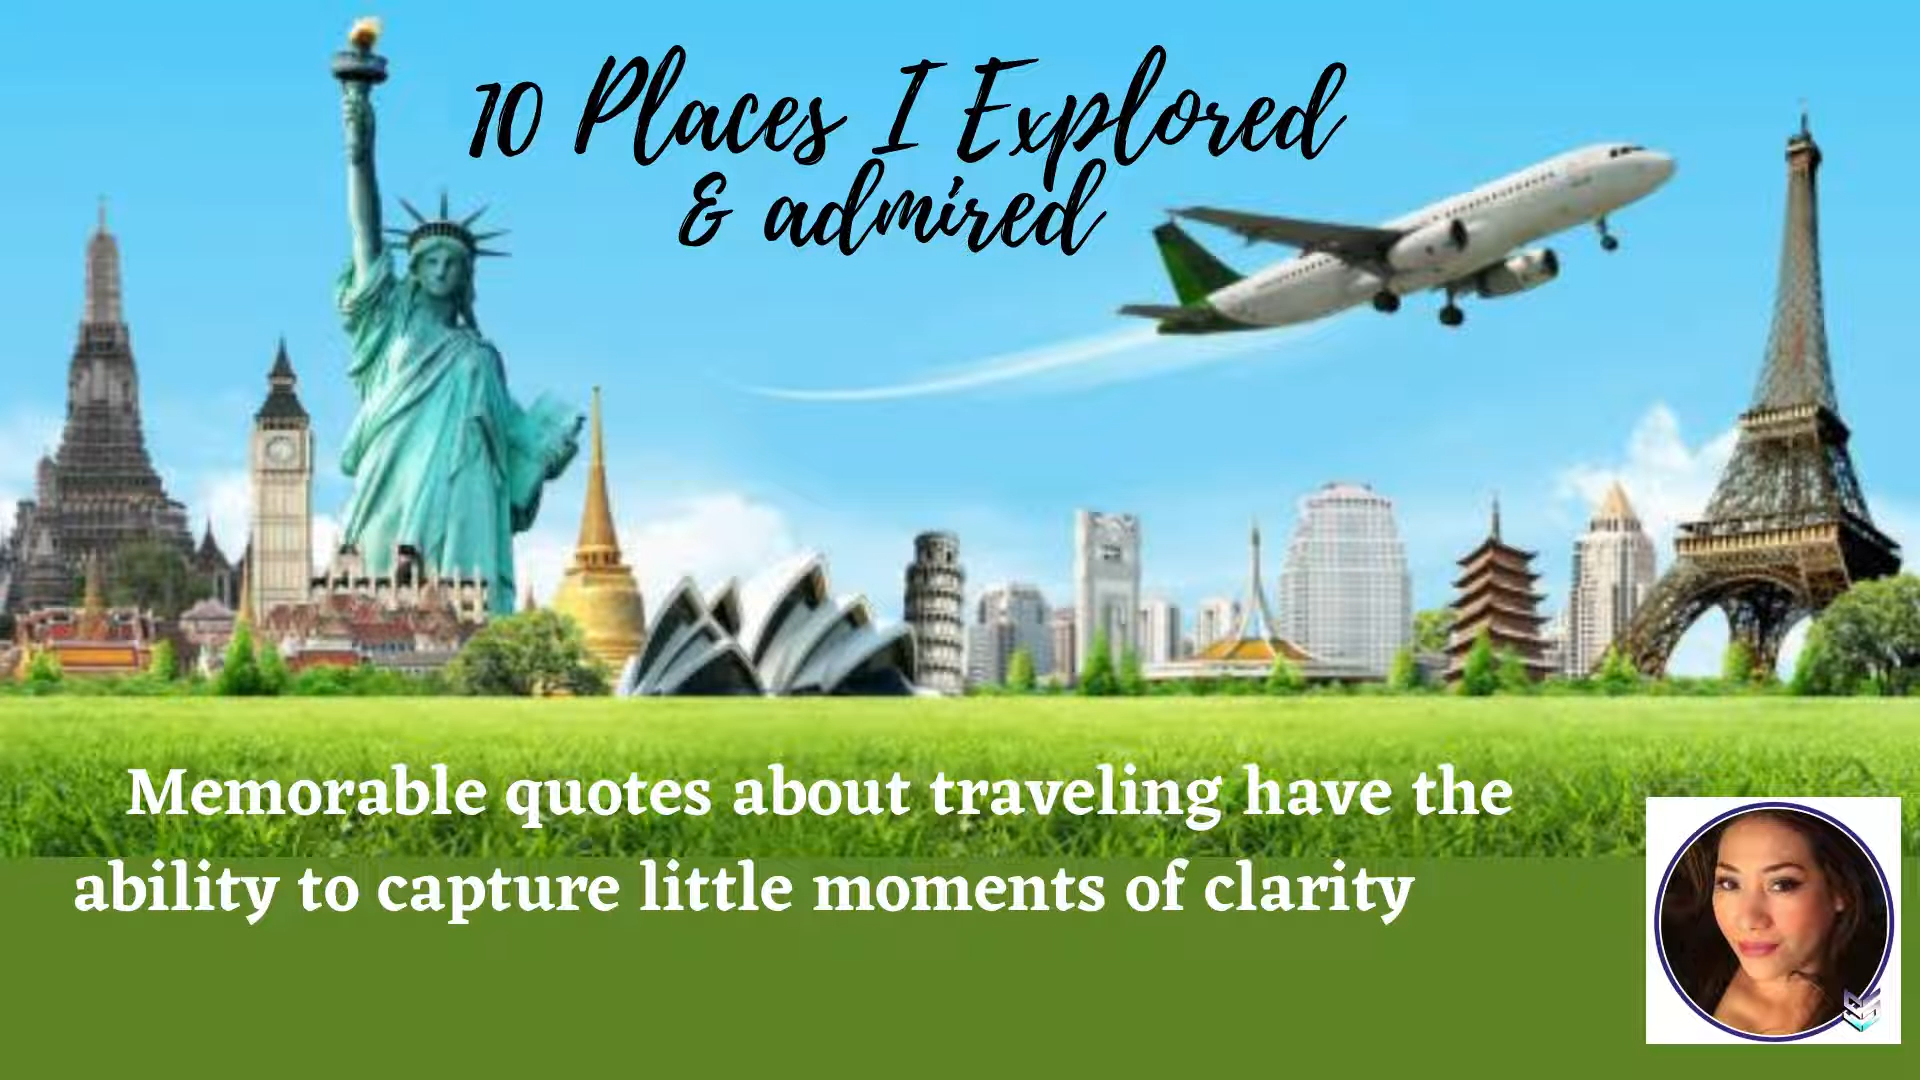 10 Places I Explored
& admired
Memorable quotes about traveling have the
ability to capture little moments of clarity